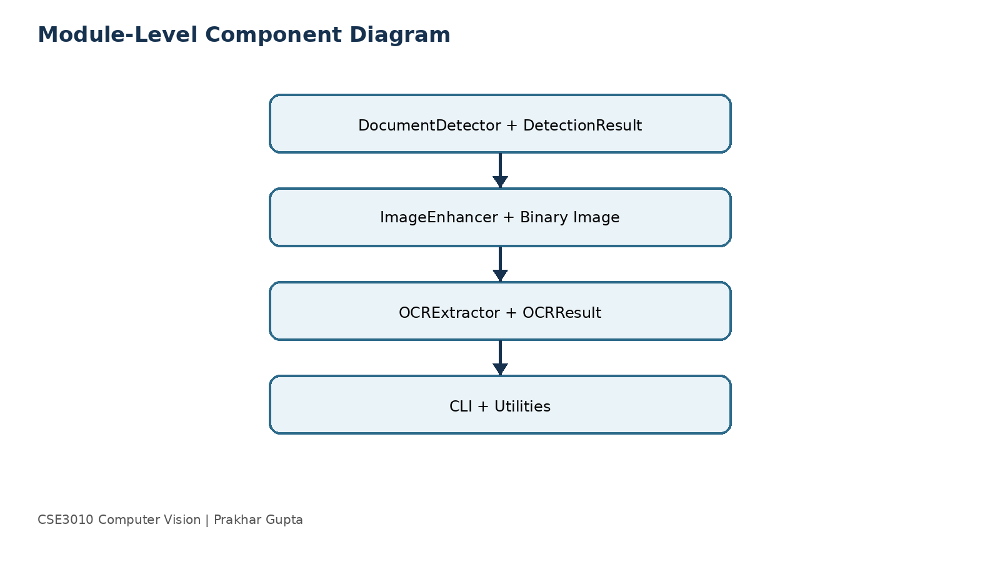 Module-Level Component Diagram
DocumentDetector + DetectionResult
ImageEnhancer + Binary Image
OCRExtractor + OCRResult
CLI + Utilities
CSE3010 Computer Vision | Prakhar Gupta